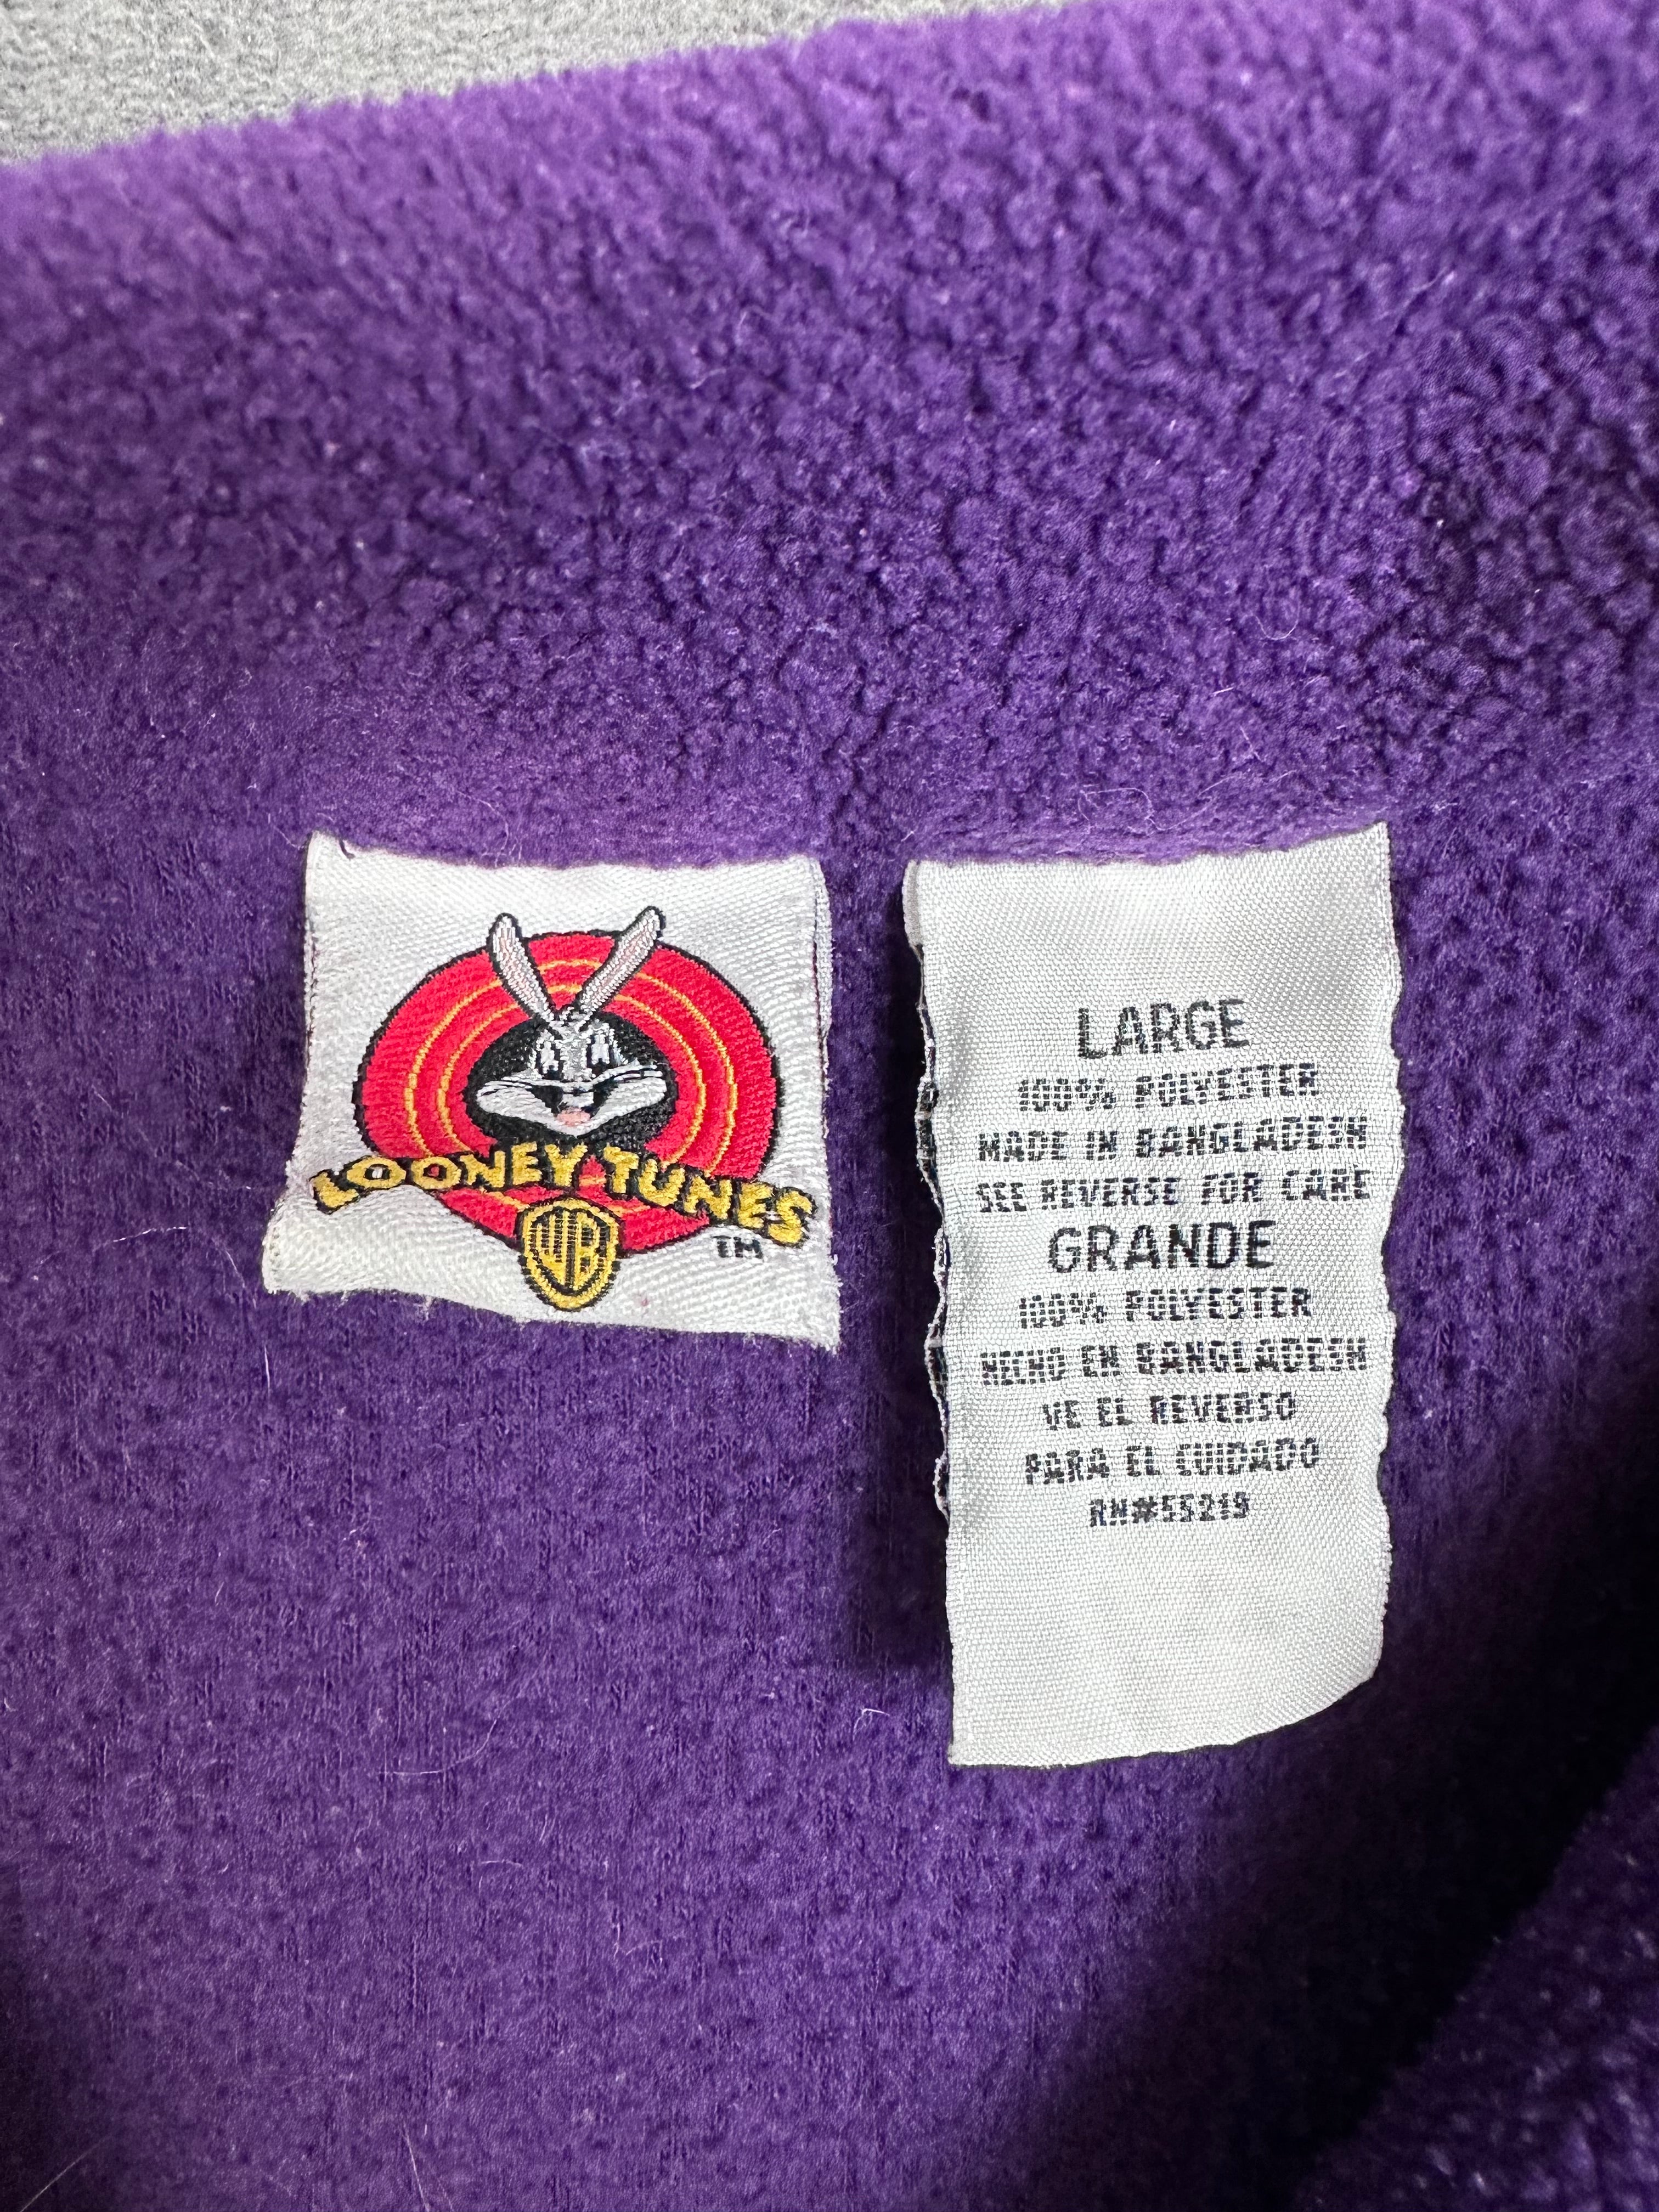 LOONEY TUNES
TM
WB
LARGE
100% POLYESTER
MADE IN BANGLADESH
SEE REVERSE FOR CARE
GRANDE
100% POLYESTER
HECHO EN BANGLADESH
VE EL REVERSO
PARA EL CUIDADO
RN#55219